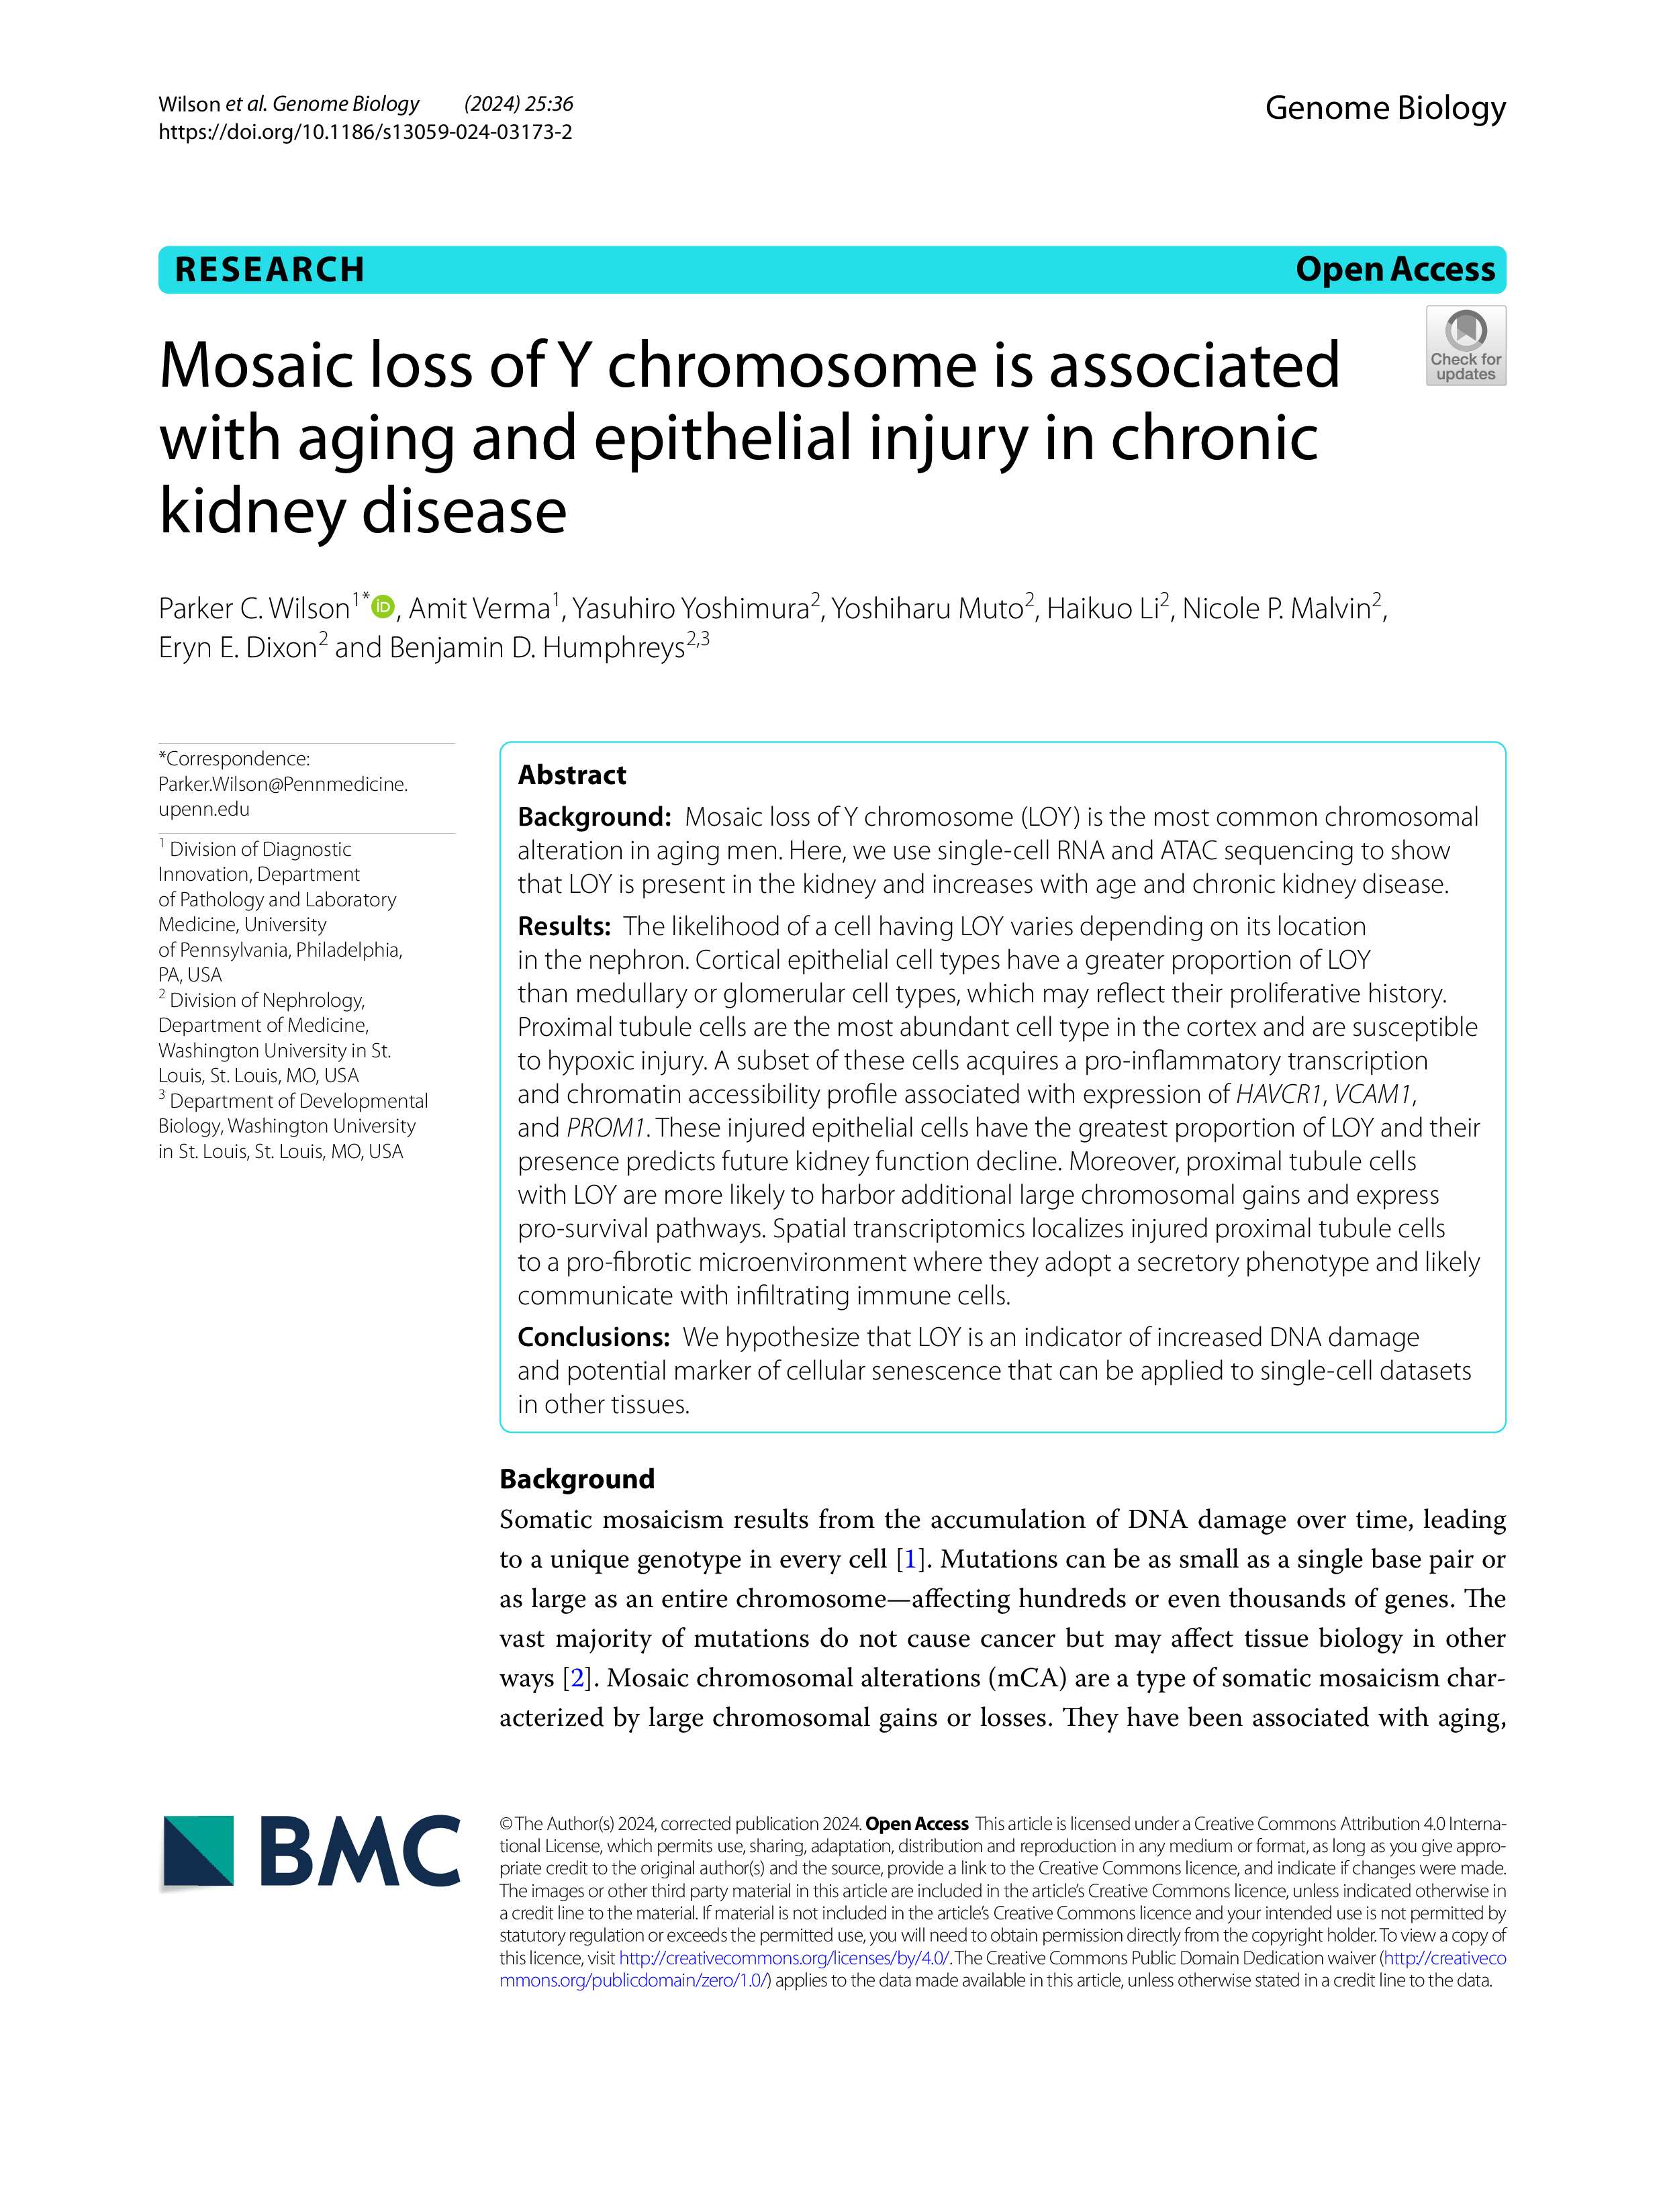 Wilson et al. Genome Biology (2024) 25:36
https://doi.org/10.1186/s13059-024-03173-2
Genome Biology
RESEARCH
Open Access
Check for
updates
Mosaic loss of Y chromosome is associated
with aging and epithelial injury in chronic
kidney disease
Parker C. Wilson1* iD, Amit Verma1, Yasuhiro Yoshimura2, Yoshiharu Muto2, Haikuo Li2, Nicole P. Malvin2,
Eryn E. Dixon2 and Benjamin D. Humphreys2,3
*Correspondence:
Parker.Wilson@Pennmedicine.
upenn.edu
1 Division of Diagnostic
Innovation, Department
of Pathology and Laboratory
Medicine, University
of Pennsylvania, Philadelphia,
PA, USA
2 Division of Nephrology,
Department of Medicine,
Washington University in St.
Louis, St. Louis, MO, USA
3 Department of Developmental
Biology, Washington University
in St. Louis, St. Louis, MO, USA
Abstract
Background: Mosaic loss of Y chromosome (LOY) is the most common chromosomal
alteration in aging men. Here, we use single-cell RNA and ATAC sequencing to show
that LOY is present in the kidney and increases with age and chronic kidney disease.
Results: The likelihood of a cell having LOY varies depending on its location
in the nephron. Cortical epithelial cell types have a greater proportion of LOY
than medullary or glomerular cell types, which may reflect their proliferative history.
Proximal tubule cells are the most abundant cell type in the cortex and are susceptible
to hypoxic injury. A subset of these cells acquires a pro-inflammatory transcription
and chromatin accessibility profile associated with expression of HAVCR1, VCAM1,
and PROM1. These injured epithelial cells have the greatest proportion of LOY and their
presence predicts future kidney function decline. Moreover, proximal tubule cells
with LOY are more likely to harbor additional large chromosomal gains and express
pro-survival pathways. Spatial transcriptomics localizes injured proximal tubule cells
to a pro-fibrotic microenvironment where they adopt a secretory phenotype and likely
communicate with infiltrating immune cells.
Conclusions: We hypothesize that LOY is an indicator of increased DNA damage
and potential marker of cellular senescence that can be applied to single-cell datasets
in other tissues.
Background
Somatic mosaicism results from the accumulation of DNA damage over time, leading
to a unique genotype in every cell [1]. Mutations can be as small as a single base pair or
as large as an entire chromosome—affecting hundreds or even thousands of genes. The
vast majority of mutations do not cause cancer but may affect tissue biology in other
ways [2]. Mosaic chromosomal alterations (mCA) are a type of somatic mosaicism char-
acterized by large chromosomal gains or losses. They have been associated with aging,
BMC
© The Author(s) 2024, corrected publication 2024. Open Access This article is licensed under a Creative Commons Attribution 4.0 Interna-
tional License, which permits use, sharing, adaptation, distribution and reproduction in any medium or format, as long as you give appro-
priate credit to the original author(s) and the source, provide a link to the Creative Commons licence, and indicate if changes were made.
The images or other third party material in this article are included in the article's Creative Commons licence, unless indicated otherwise in
a credit line to the material. If material is not included in the article's Creative Commons licence and your intended use is not permitted by
statutory regulation or exceeds the permitted use, you will need to obtain permission directly from the copyright holder. To view a copy of
this licence, visit http://creativecommons.org/licenses/by/4.0/. The Creative Commons Public Domain Dedication waiver (http://creativeco
mmons.org/publicdomain/zero/1.0/) applies to the data made available in this article, unless otherwise stated in a credit line to the data.